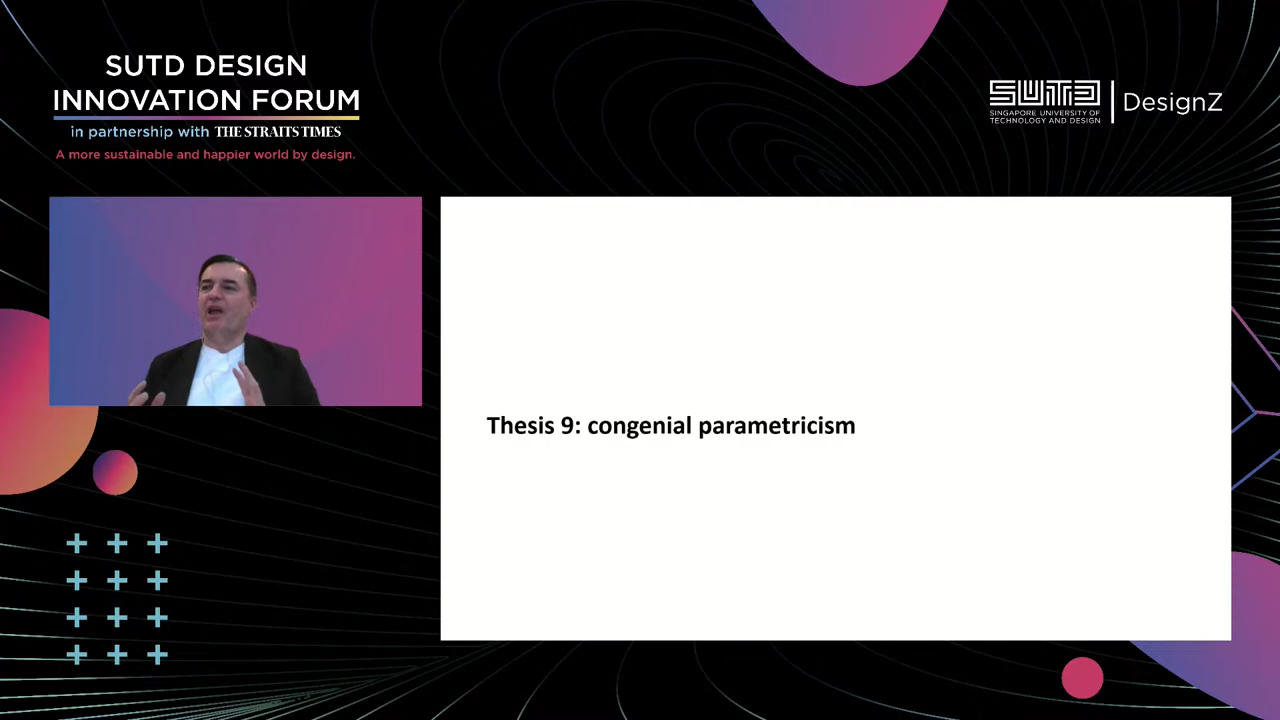 SUTD DESIGN
INNOVATION FORUM
in partnership with THE STRAITS TIMES
A more sustainable and happier world by design.
SUTD
SINGAPORE UNIVERSITY OF
TECHNOLOGY AND DESIGN
DesignZ
Thesis 9: congenial parametricism